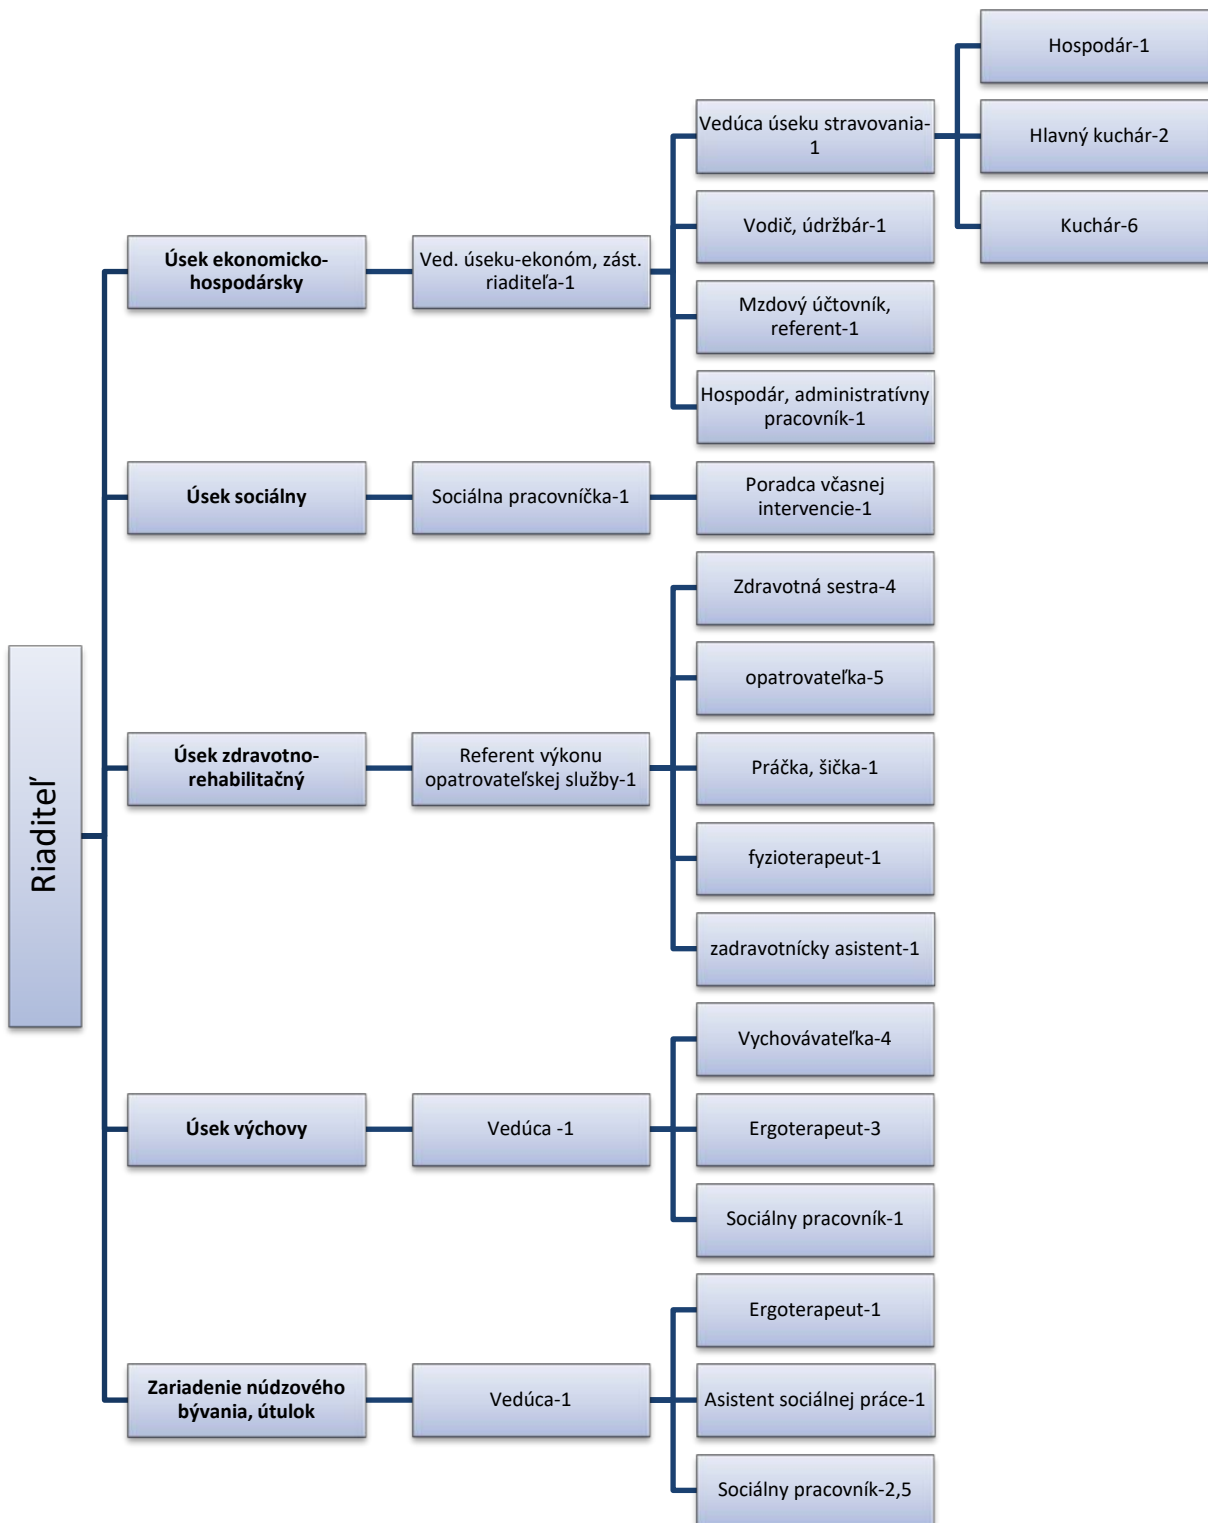 Riaditeľ
Úsek ekonomicko-
hospodársky
Ved. úseku-ekonóm, zást.
riaditeľa-1
Vedúca úseku stravovania-
1
Hospodár-1
Hlavný kuchár-2
Kuchár-6
Vodič, údržbár-1
Mzdový účtovník,
referent-1
Hospodár, administratívny
pracovník-1
Úsek sociálny
Sociálna pracovníčka-1
Poradca včasnej
intervencie-1
Úsek zdravotno-
rehabilitačný
Referent výkonu
opatrovateľskej služby-1
Zdravotná sestra-4
opatrovateľka-5
Práčka, šička-1
fyzioterapeut-1
zadravotnícky asistent-1
Úsek výchovy
Vedúca -1
Vychovávateľka-4
Ergoterapeut-3
Sociálny pracovník-1
Zariadenie núdzového
bývania, útulok
Vedúca-1
Ergoterapeut-1
Asistent sociálnej práce-1
Sociálny pracovník-2,5